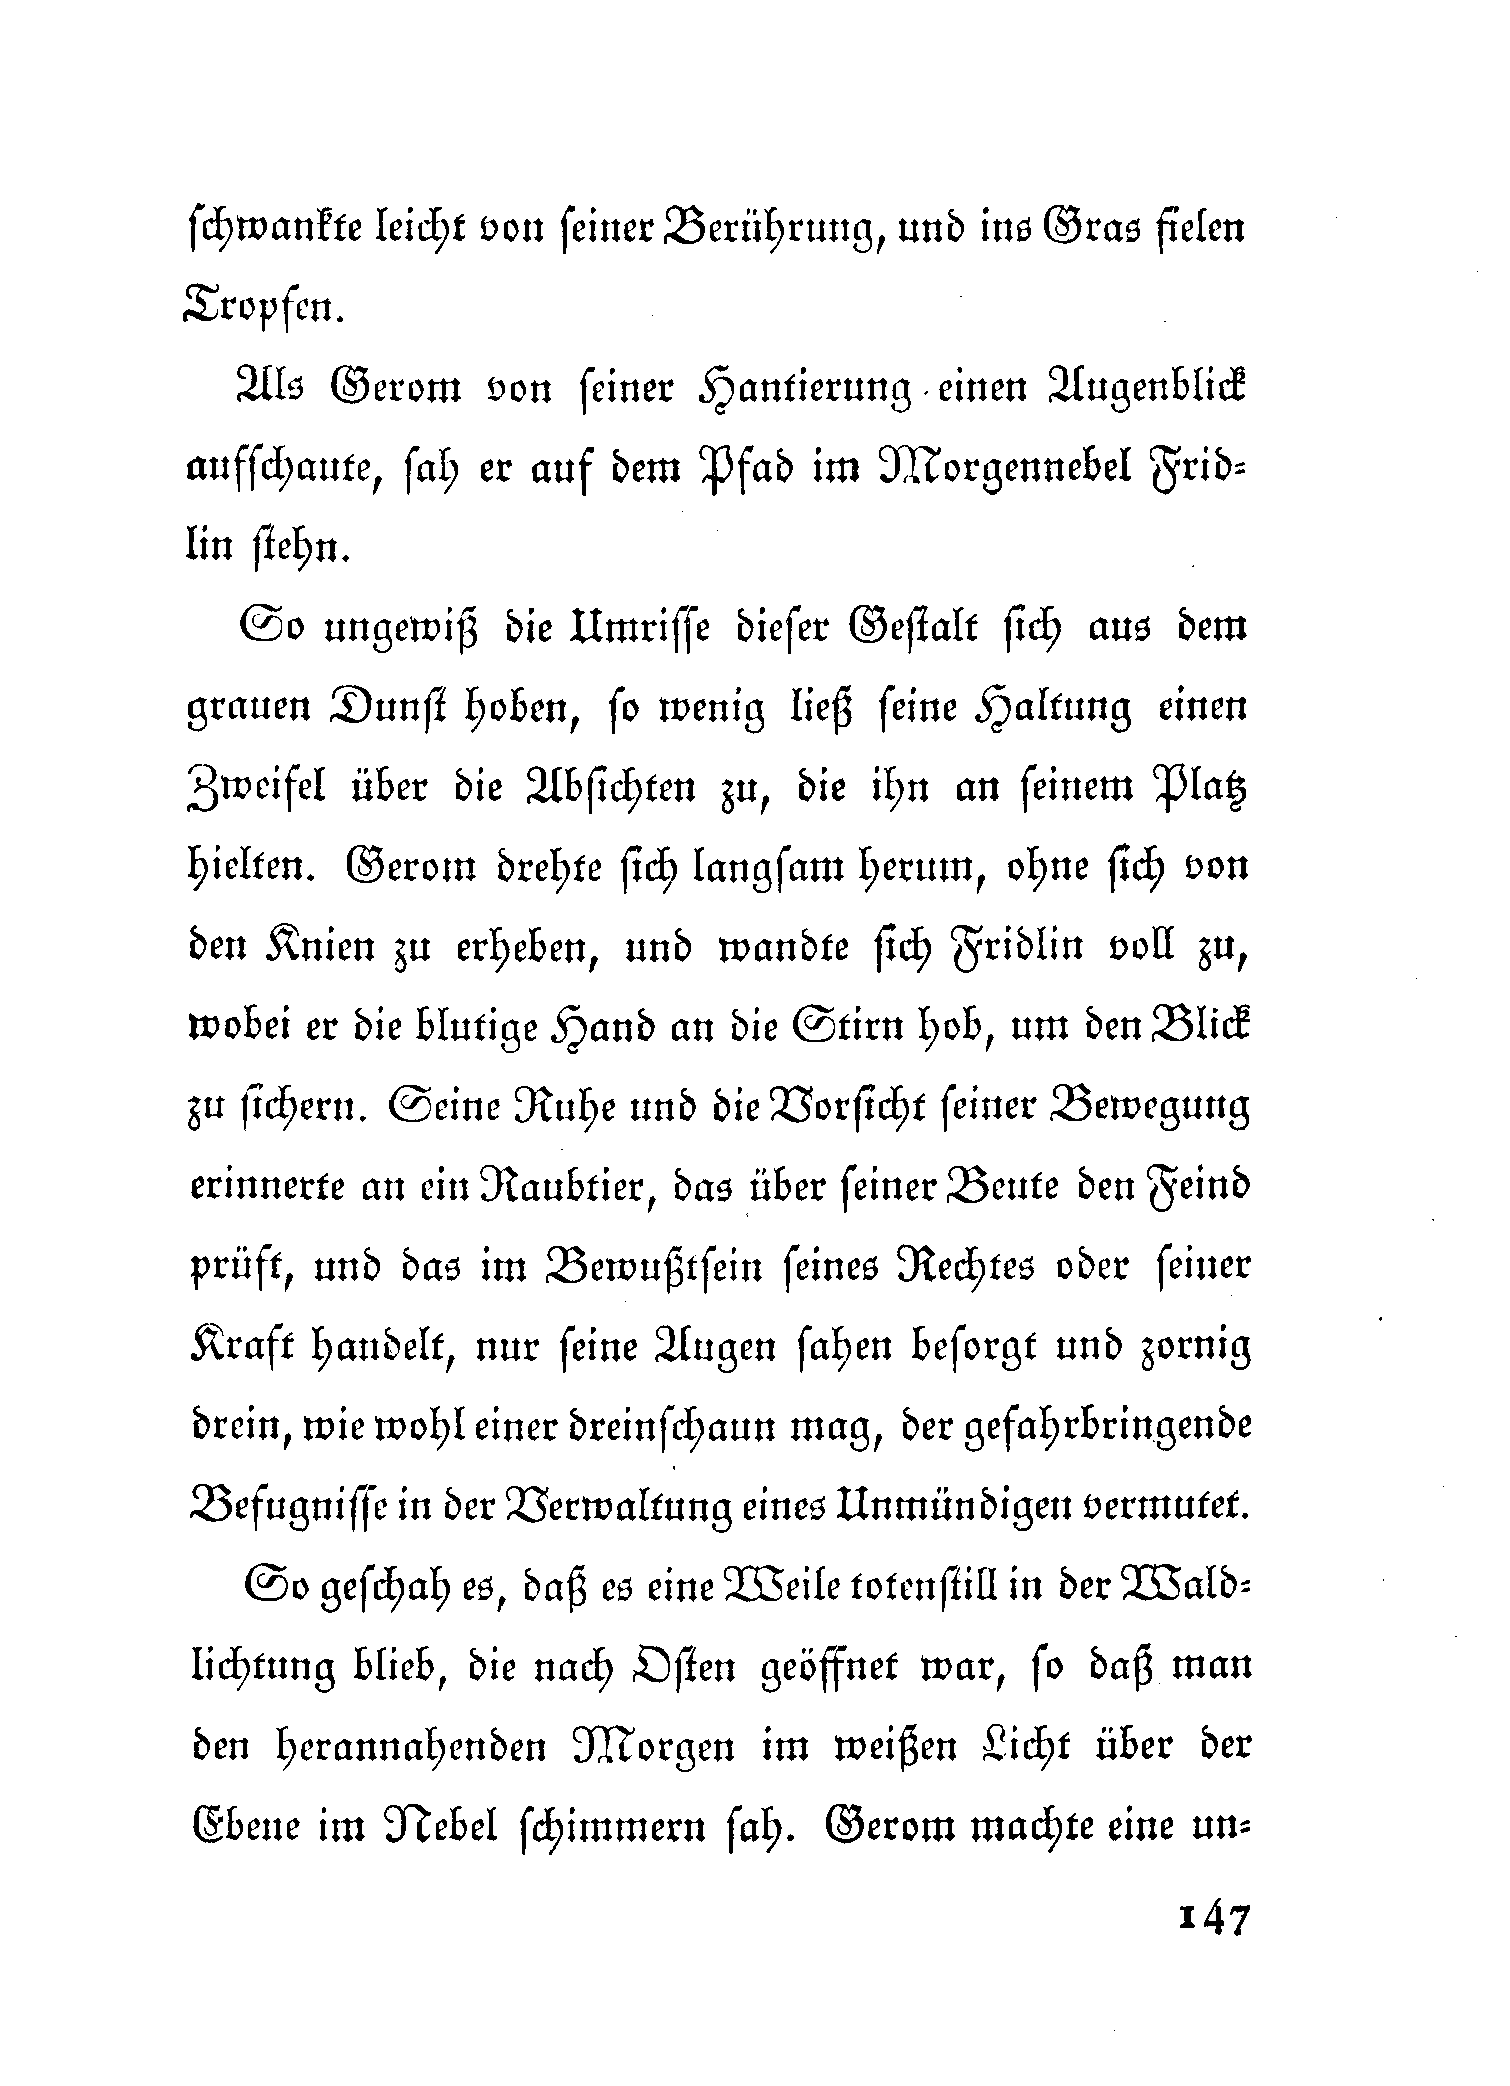 schwankte leicht von seiner Berührung, und ins Gras fielen
Tropfen.
Als Gerom von seiner Hantierung einen Augenblick
aufschaute, sah er auf dem Pfad im Morgennebel Frid-
lin stehn.
So ungewiß die Umrisse dieser Gestalt sich aus dem
grauen Dunst hoben, so wenig ließ seine Haltung einen
Zweifel über die Absichten zu, die ihn an seinem Platz
hielten. Gerom drehte sich langsam herum, ohne sich von
den Knien zu erheben, und wandte sich Fridlin voll zu,
wobei er die blutige Hand an die Stirn hob, um den Blick
zu sichern. Seine Ruhe und die Vorsicht seiner Bewegung
erinnerte an ein Raubtier, das über seiner Beute den Feind
prüft, und das im Bewußtsein seines Rechtes oder seiner
Kraft handelt, nur seine Augen sahen besorgt und zornig
drein, wie wohl einer dreinschaun mag, der gefahrbringende
Befugnisse in der Verwaltung eines Unmündigen vermutet.
So geschah es, daß es eine Weile totenstill in der Wald-
lichtung blieb, die nach Osten geöffnet war, so daß man
den herannahenden Morgen im weißen Licht über der
Ebene im Nebel schimmern sah. Gerom machte eine un-
147